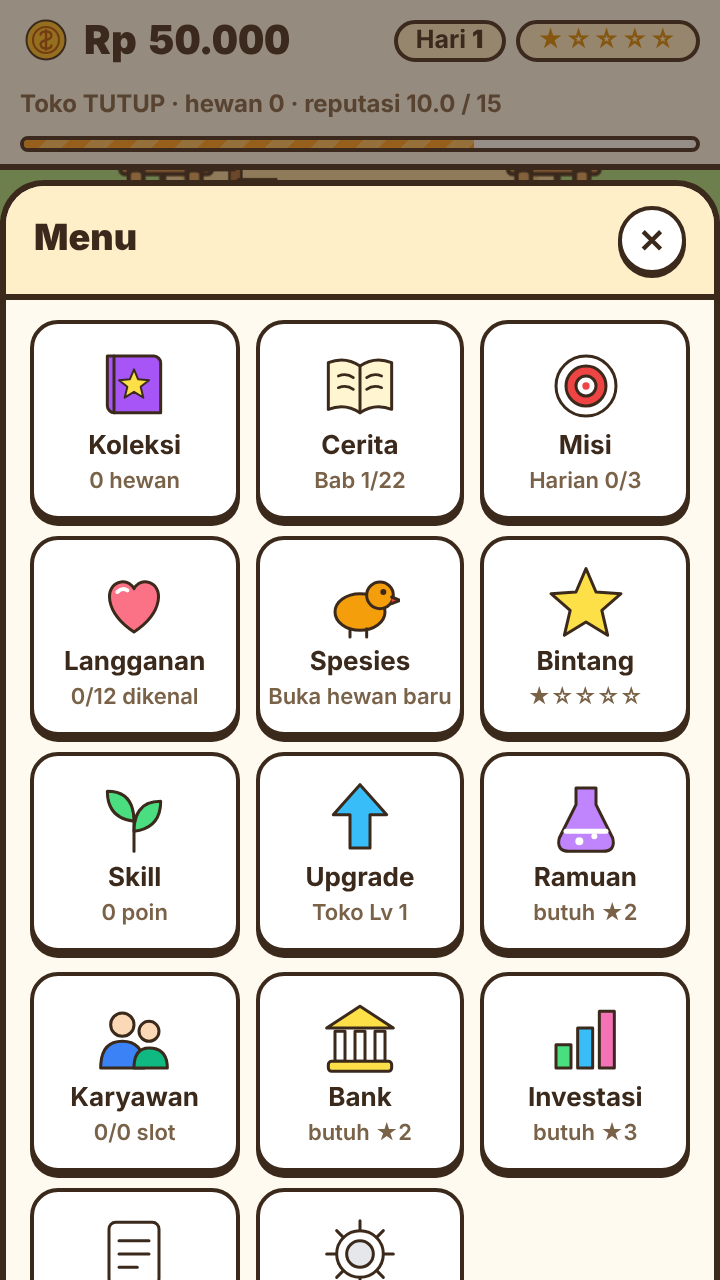 Rp 50.000
Hari 1
★☆☆☆☆
Toko TUTUP · hewan 0 · reputasi 10.0 / 15
Menu
Koleksi
0 hewan
Cerita
Bab 1/22
Misi
Harian 0/3
Langganan
0/12 dikenal
Spesies
Buka hewan baru
Bintang
★☆☆☆☆
Skill
0 poin
Upgrade
Toko Lv 1
Ramuan
butuh ★2
Karyawan
0/0 slot
Bank
butuh ★2
Investasi
butuh ★3